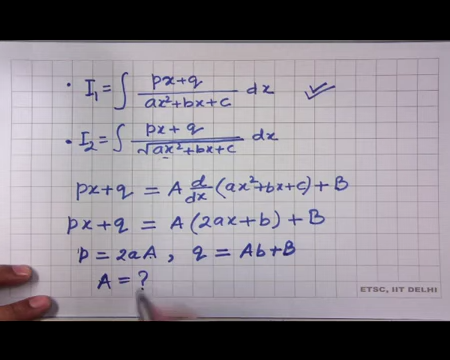 • I₁ = ∫ (px+q)/(ax²+bx+c) dx ✓
• I₂ = ∫ (px+q)/√(ax²+bx+c) dx
px+q = A d/dx (ax²+bx+c) + B
px+q = A(2ax+b) + B
p = 2aA , q = Ab+B
A = ?
ETSC, IIT DELHI